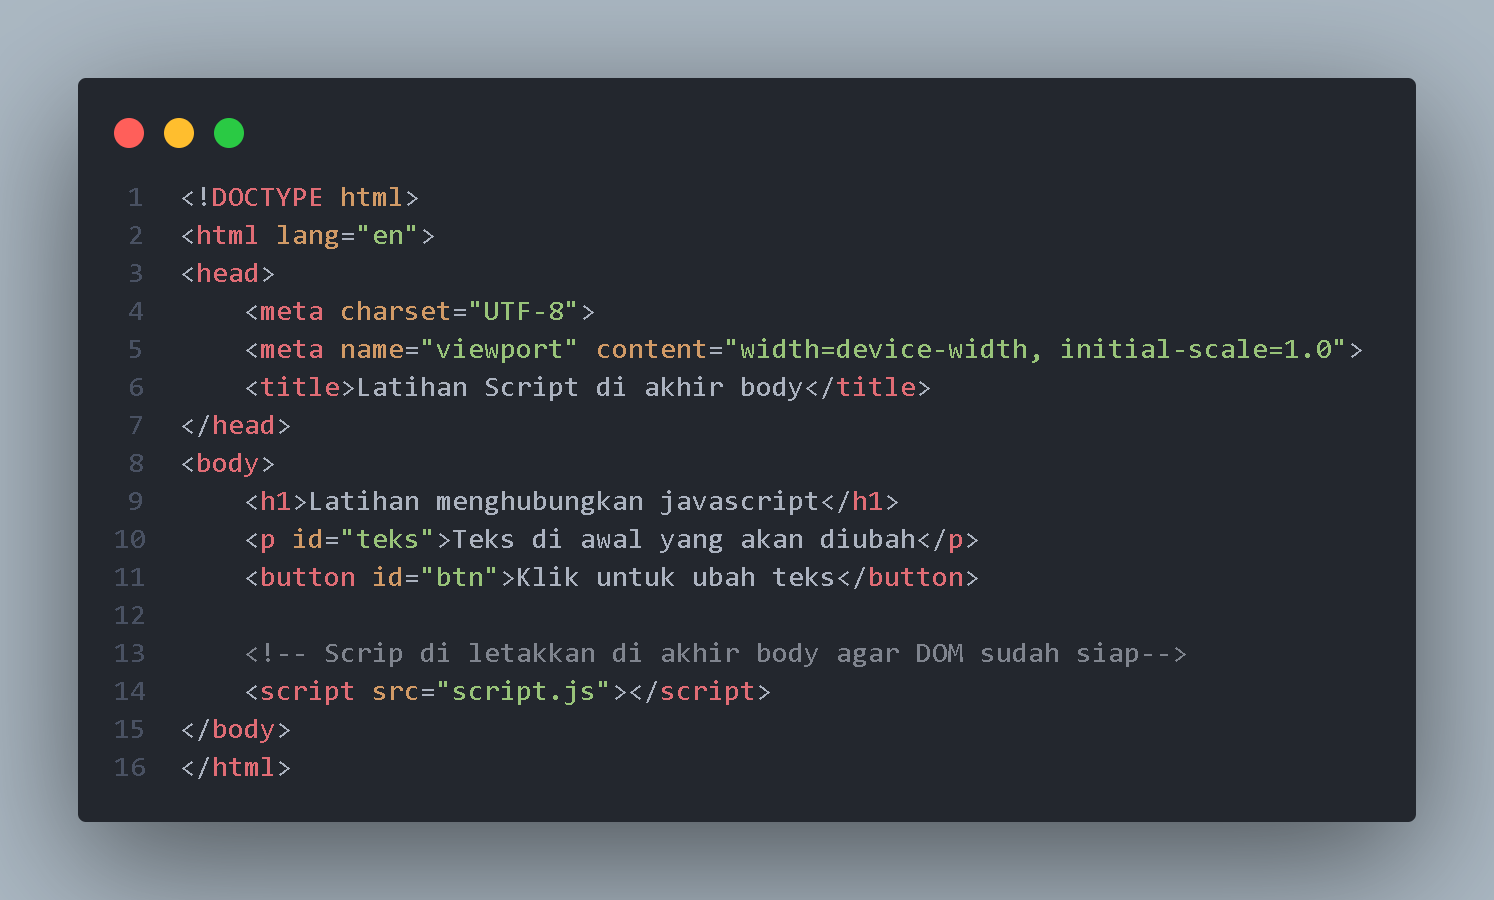 1 <!DOCTYPE html>
2 <html lang="en">
3 <head>
4     <meta charset="UTF-8">
5     <meta name="viewport" content="width=device-width, initial-scale=1.0">
6     <title>Latihan Script di akhir body</title>
7 </head>
8 <body>
9     <h1>Latihan menghubungkan javascript</h1>
10     <p id="teks">Teks di awal yang akan diubah</p>
11     <button id="btn">Klik untuk ubah teks</button>
12
13     <!-- Scrip di letakkan di akhir body agar DOM sudah siap-->
14     <script src="script.js"></script>
15 </body>
16 </html>